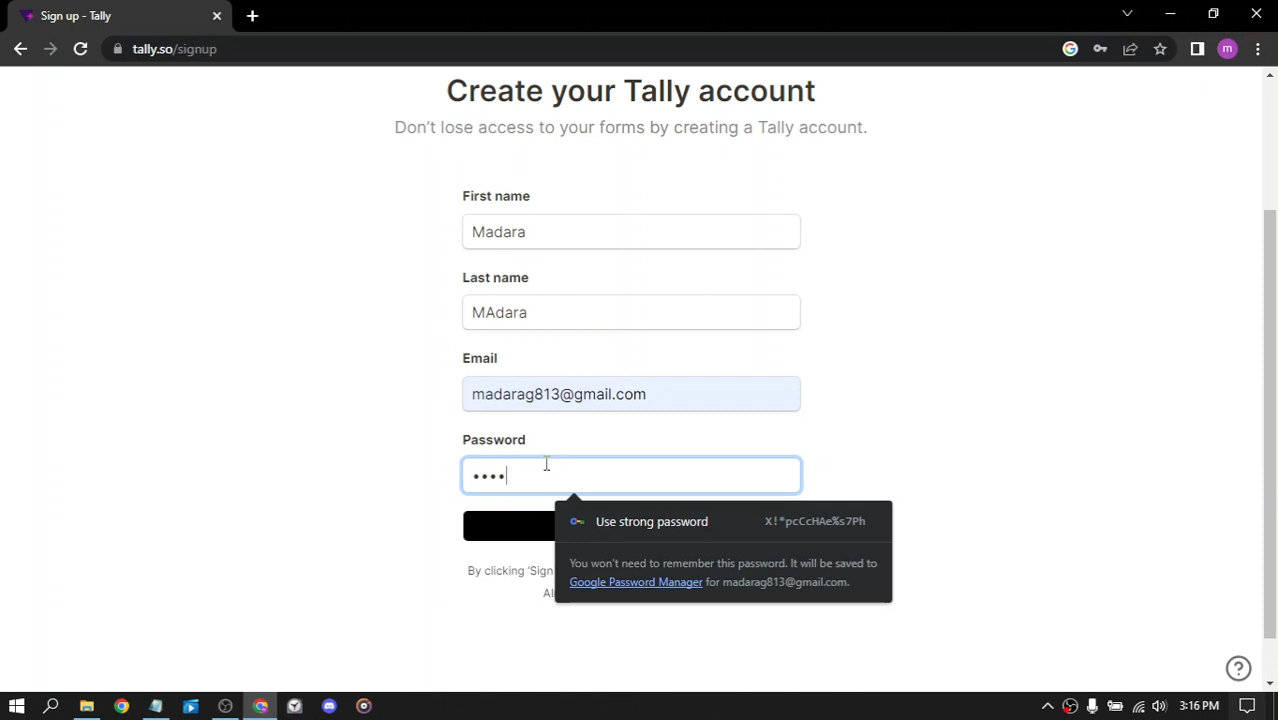 Sign up - Tally
tally.so/signup
m
Create your Tally account
Don't lose access to your forms by creating a Tally account.
First name
Madara
Last name
MAdara
Email
madarag813@gmail.com
Password
••••
Use strong password X!*pcCcHAe%s7Ph
You won't need to remember this password. It will be saved to
Google Password Manager for madarag813@gmail.com.
By clicking 'Sign
Al
3:16 PM